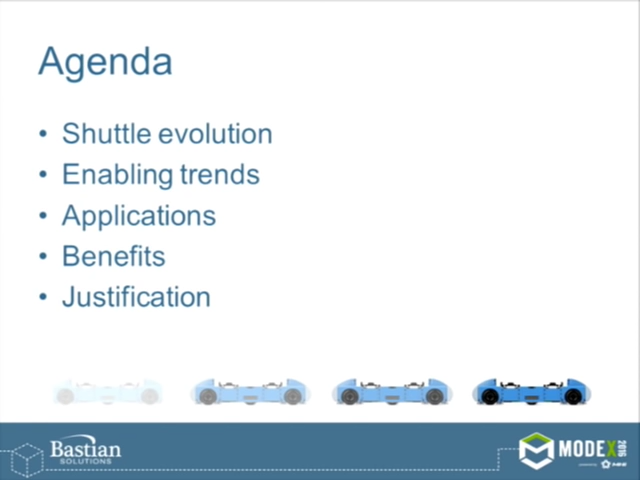 Agenda
• Shuttle evolution
• Enabling trends
• Applications
• Benefits
• Justification
Bastian
SOLUTIONS
MODEX
2016